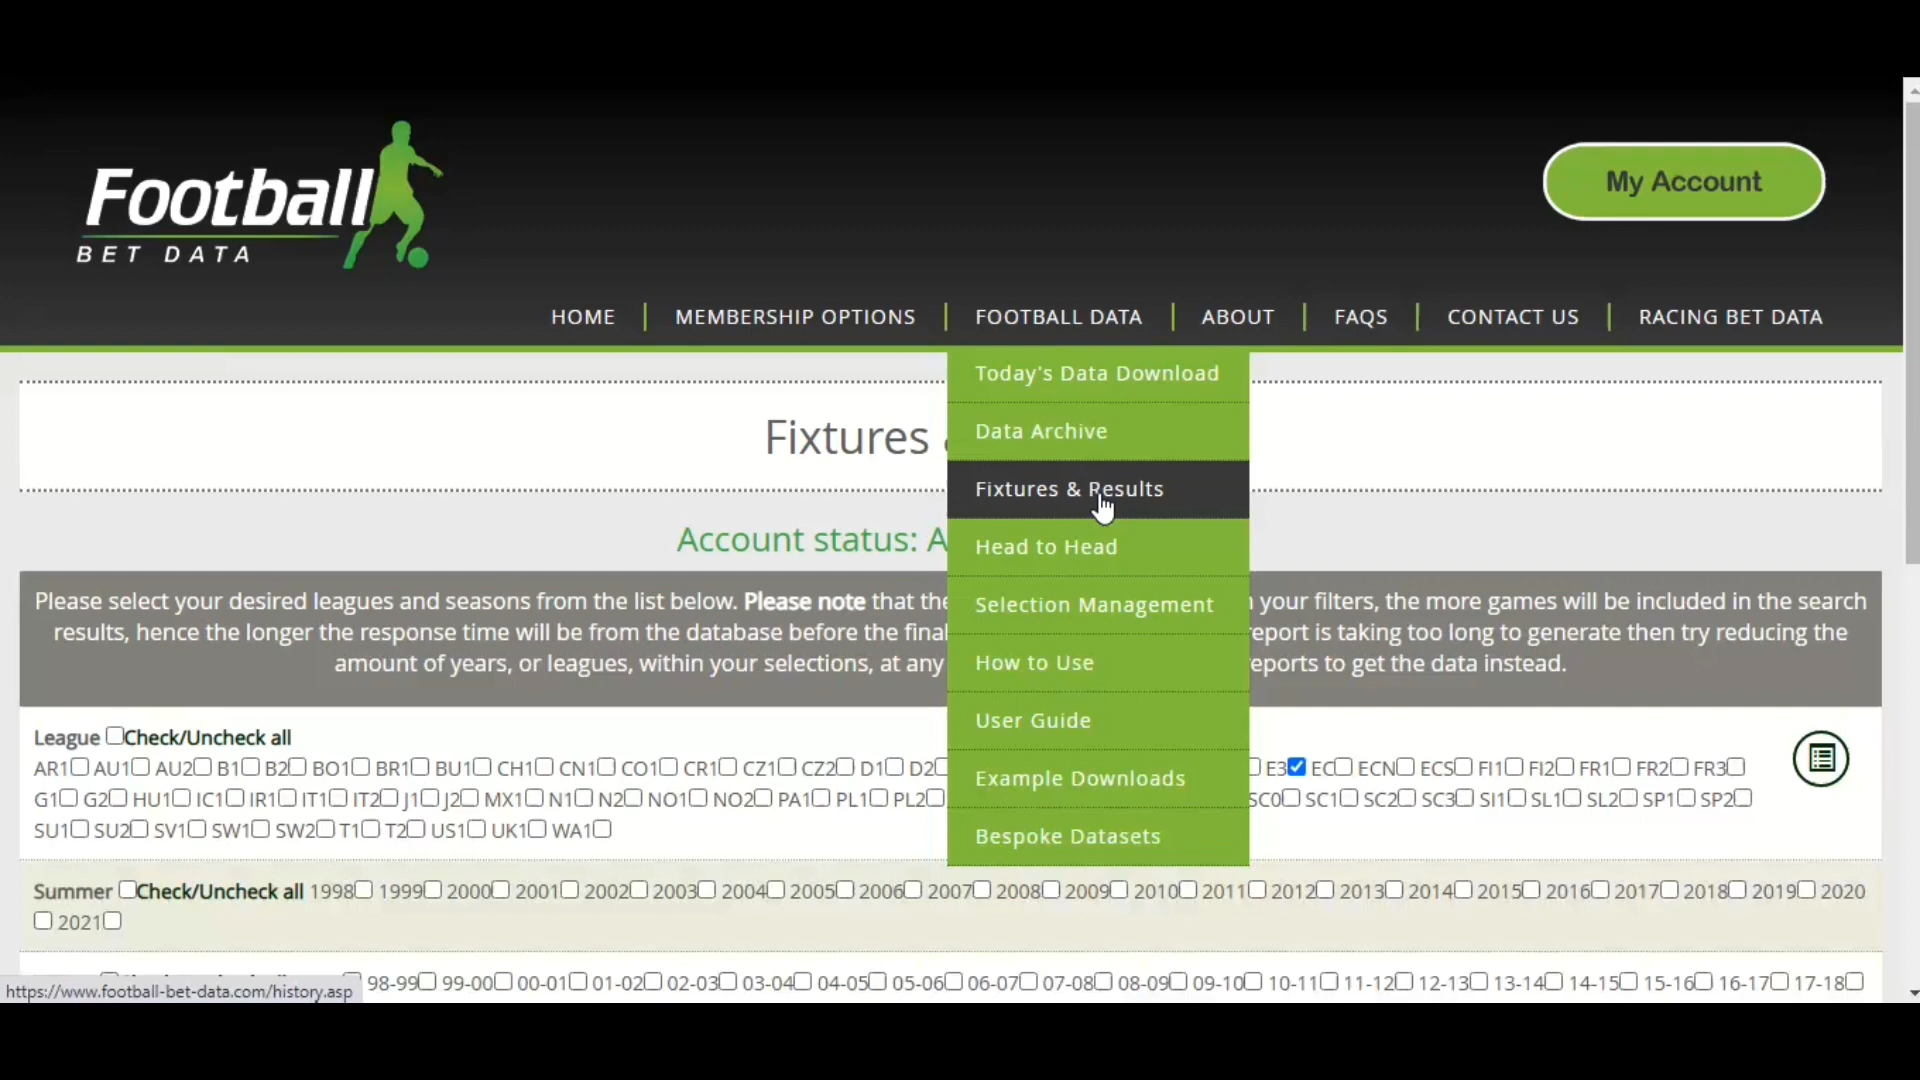 Football
BET DATA
My Account
HOME MEMBERSHIP OPTIONS FOOTBALL DATA ABOUT FAQS CONTACT US RACING BET DATA
Today's Data Download
Data Archive
Fixtures & Results
Head to Head
Selection Management
How to Use
User Guide
Example Downloads
Bespoke Datasets
Fixtures
Account status: A
Please select your desired leagues and seasons from the list below. Please note that the your filters, the more games will be included in the search
results, hence the longer the response time will be from the database before the final report is taking too long to generate then try reducing the
amount of years, or leagues, within your selections, at any reports to get the data instead.
League Check/Uncheck all
AR1 AU1 AU2 B1 B2 BO1 BR1 BU1 CH1 CN1 CO1 CR1 CZ1 CZ2 D1 D2 E3 EC ECN ECS FI1 FI2 FR1 FR2 FR3
G1 G2 HU1 IC1 IR1 IT1 IT2 J1 J2 MX1 N1 N2 NO1 NO2 PA1 PL1 PL2 SC0 SC1 SC2 SC3 SI1 SL1 SL2 SP1 SP2
SU1 SU2 SV1 SW1 SW2 T1 T2 US1 UK1 WA1
Summer Check/Uncheck all 1998 1999 2000 2001 2002 2003 2004 2005 2006 2007 2008 2009 2010 2011 2012 2013 2014 2015 2016 2017 2018 2019 2020
2021
98-99 99-00 00-01 01-02 02-03 03-04 04-05 05-06 06-07 07-08 08-09 09-10 10-11 11-12 12-13 13-14 14-15 15-16 16-17 17-18
https://www.football-bet-data.com/history.asp